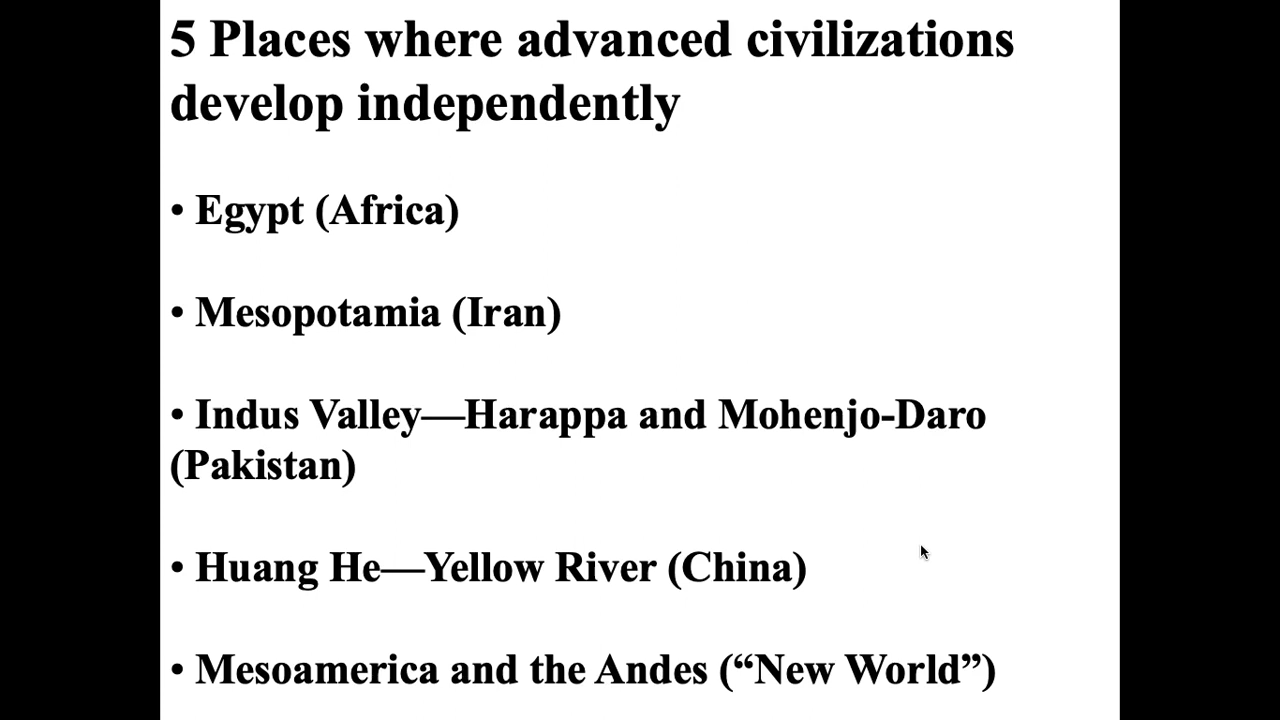 5 Places where advanced civilizations
develop independently
• Egypt (Africa)
• Mesopotamia (Iran)
• Indus Valley—Harappa and Mohenjo-Daro
(Pakistan)
• Huang He—Yellow River (China)
• Mesoamerica and the Andes (“New World”)